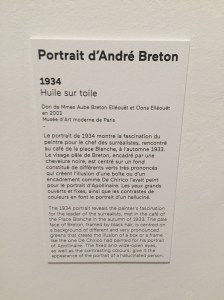 Portrait d'André Breton
1934
Huile sur toile
Don de Mmes Aube Breton Elléouët et Oona Elléouët
en 2003
Musée d'Art moderne de Paris
Le portrait de 1934 montre la fascination du
peintre pour le chef des surréalistes, rencontré
au café de la place Blanche, à l'automne 1933.
Le visage pâle de Breton, encadré par une
chevelure noire, est centré sur un fond
constitué de différents verts très prononcés
qui créent l'illusion d'une boîte ou d'un
encadrement comme De Chirico l'avait peint
pour le portrait d'Apollinaire. Les yeux grands
ouverts et fixes, ainsi que les contrastes de
couleurs en font le portrait d'un halluciné.
The 1934 portrait reveals the painter's fascination
for the leader of the surrealists, met in the café of
the Place Blanche in the autumn of 1933. The pale
face of Breton, framed by black hair, is centred on
a background of different and very pronounced
greens that create the illusion of a box or a frame
like the one De Chirico had painted for his portrait
of Apollinaire. The fixed and wide-open eyes,
as well as the contrasting colours, give it the
appearance of the portrait of a hallucinated person.